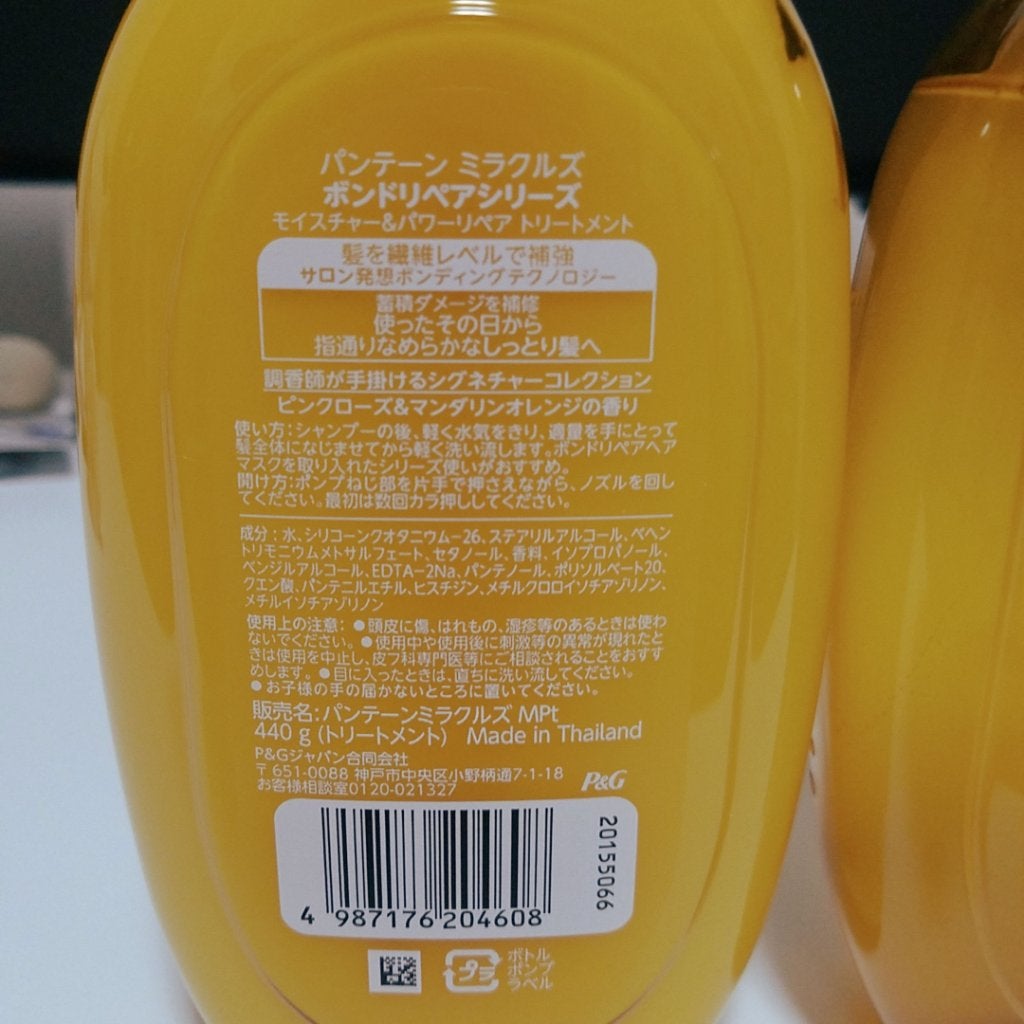 パンテーン ミラクルズ
ボンドリペアシリーズ
モイスチャー&パワーリペア トリートメント
髪を繊維レベルで補強
サロン発想ボンディングテクノロジー
蓄積ダメージを補修
使ったその日から
指通りなめらかなしっとり髪へ
調香師が手掛けるシグネチャーコレクション
ピンクローズ&マンダリンオレンジの香り
使い方:シャンプーの後、軽く水気をきり、適量を手にとって
髪全体になじませてから軽く洗い流します。ボンドリペアヘア
マスクを取り入れたシリーズ使いがおすすめ。
開け方:ポンプねじ部を片手で押さえながら、ノズルを回し
てください。最初は数回カラ押ししてください。
成分:水、シリコーンクオタニウム-26、ステアリルアルコール、ベヘン
トリモニウムメトサルフェート、セタノール、香料、イソプロパノール、
ベンジルアルコール、EDTA-2Na、パンテノール、ポリソルベート20、
クエン酸、パンテニルエチル、ヒスチジン、メチルクロロイソチアゾリノン、
メチルイソチアゾリノン
使用上の注意: ●頭皮に傷、はれもの、湿疹等のあるときは使わ
ないでください。 ●使用中や使用後に刺激等の異常が現れたと
きは使用を中止し、皮フ科専門医等にご相談されることをおすす
めします。 ●目に入ったときは、直ちに洗い流してください。
●お子様の手の届かないところに置いてください。
販売名:パンテーンミラクルズ MPt
440 g (トリートメント) Made in Thailand
P&Gジャパン合同会社
〒651-0088 神戸市中央区小野柄通7-1-18
お客様相談室0120-021327
P&G
20155066
4 987176 204608
プラ
ボトル
ポンプ
ラベル